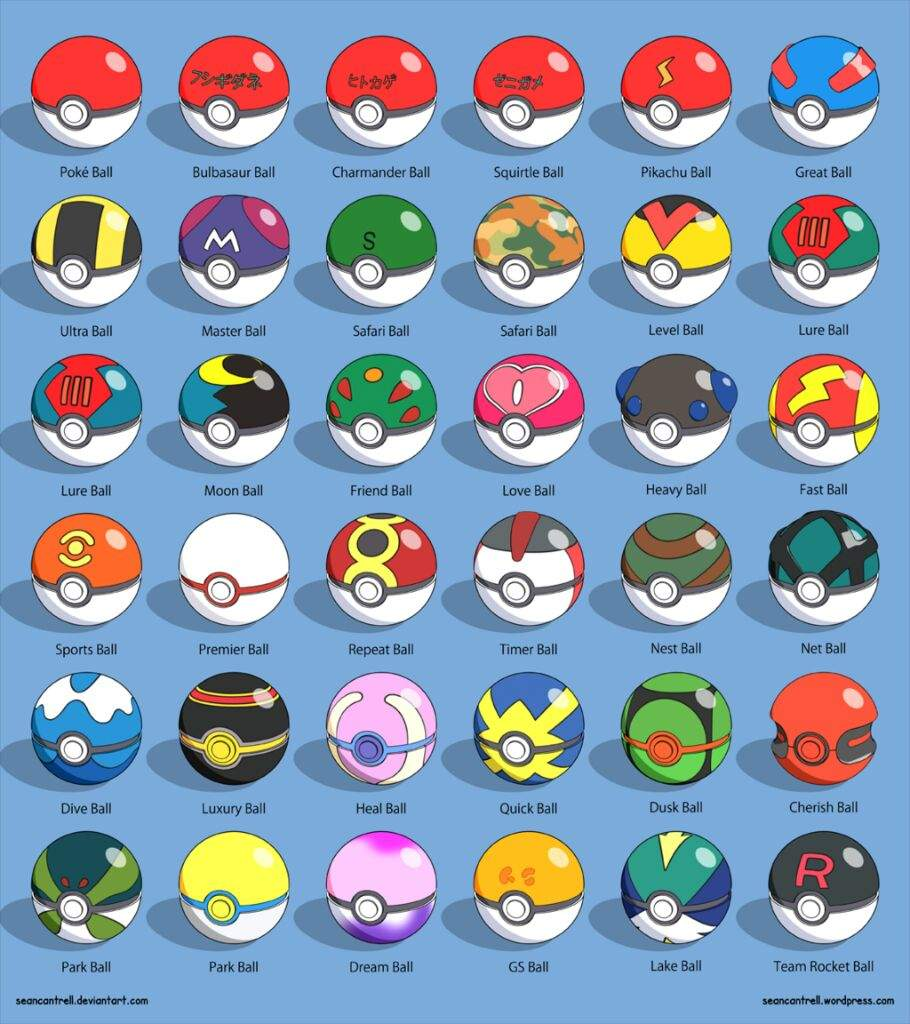 フシギダネ
ヒトカゲ
ゼニガメ
Poké Ball
Bulbasaur Ball
Charmander Ball
Squirtle Ball
Pikachu Ball
Great Ball
M
S
Ultra Ball
Master Ball
Safari Ball
Safari Ball
Level Ball
Lure Ball
Lure Ball
Moon Ball
Friend Ball
Love Ball
Heavy Ball
Fast Ball
Sports Ball
Premier Ball
Repeat Ball
Timer Ball
Nest Ball
Net Ball
Dive Ball
Luxury Ball
Heal Ball
Quick Ball
Dusk Ball
Cherish Ball
R
Park Ball
Park Ball
Dream Ball
GS Ball
Lake Ball
Team Rocket Ball
seancantrell.deviantart.com
seancantrell.wordpress.com